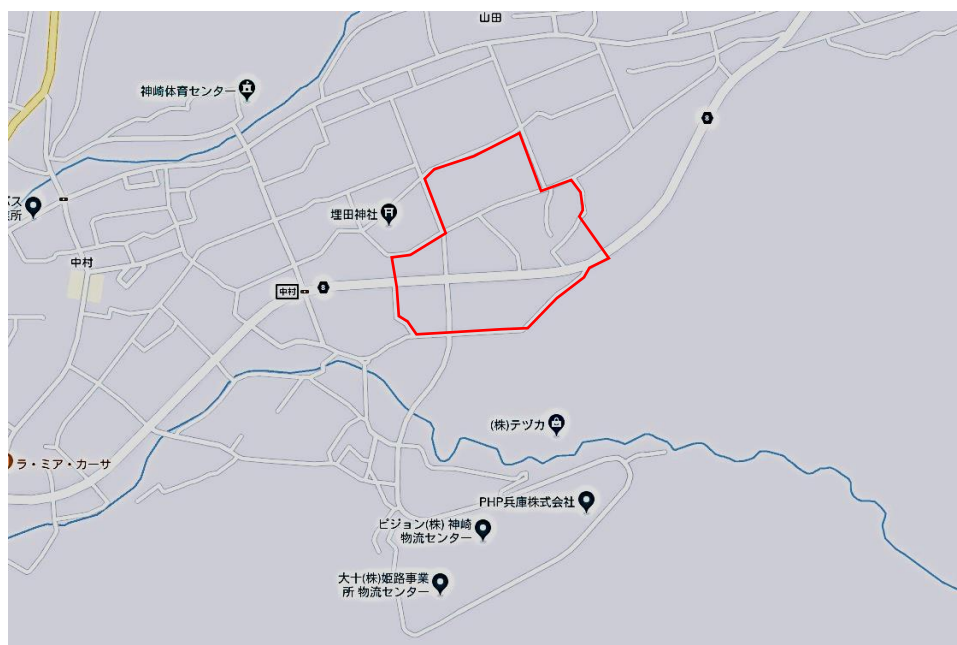 山田
神崎体育センター
8
バス
所
埋田神社
中村
中村
8
(株)テヅカ
ラ・ミア・カーサ
PHP兵庫株式会社
ピジョン(株) 神崎
物流センター
大十(株)姫路事業
所 物流センター